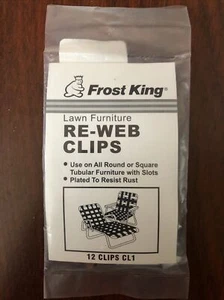 Frost King®
Lawn Furniture
RE-WEB
CLIPS
• Use on All Round or Square
Tubular Furniture with Slots
• Plated To Resist Rust
12 CLIPS CL1